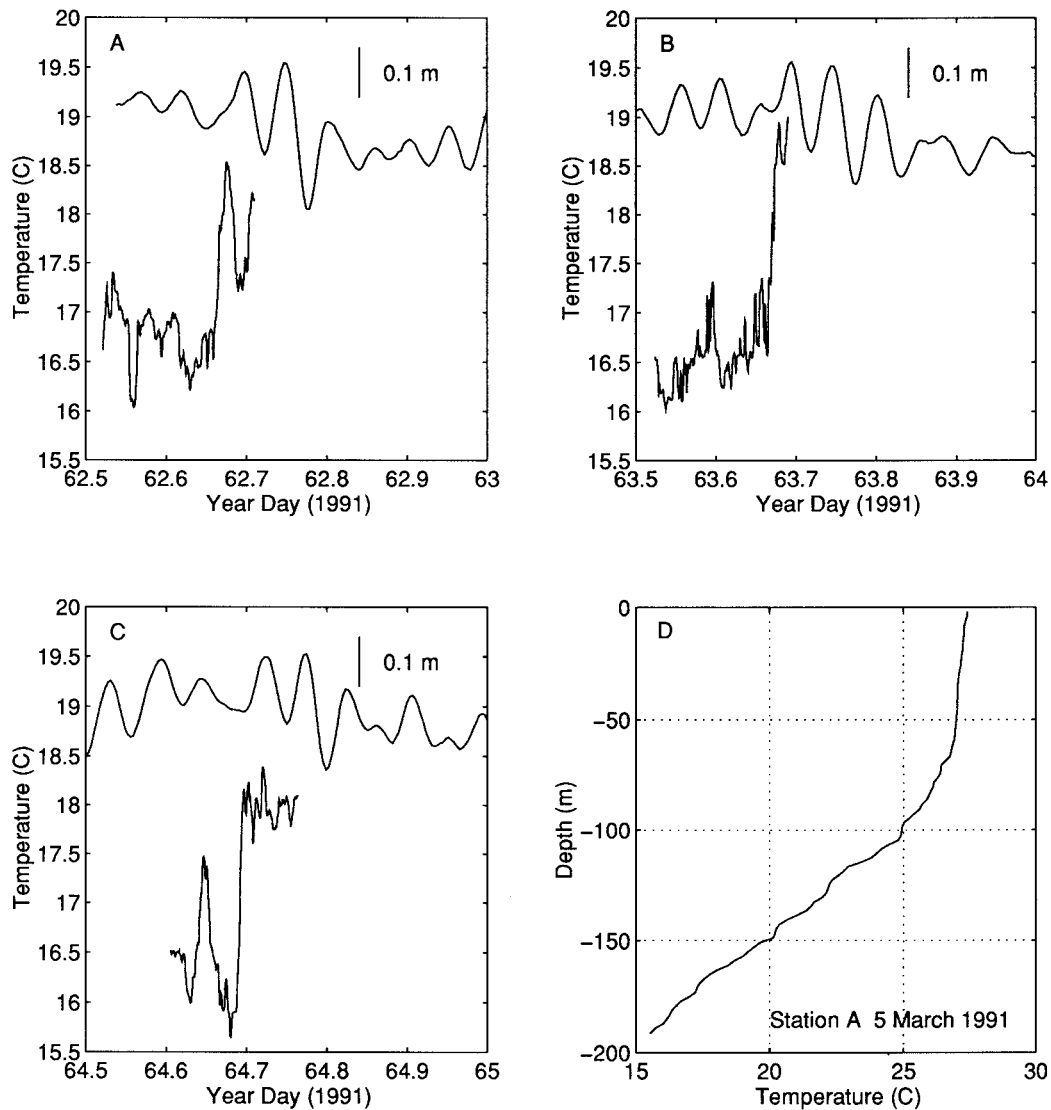 A
0.1 m
20
19.5
19
18.5
18
17.5
17
16.5
16
15.5
Temperature (C)
62.5 62.6 62.7 62.8 62.9 63
Year Day (1991)
B
0.1 m
20
19.5
19
18.5
18
17.5
17
16.5
16
15.5
Temperature (C)
63.5 63.6 63.7 63.8 63.9 64
Year Day (1991)
C
0.1 m
20
19.5
19
18.5
18
17.5
17
16.5
16
15.5
Temperature (C)
64.5 64.6 64.7 64.8 64.9 65
Year Day (1991)
D
0
−50
−100
−150
−200
Depth (m)
Station A 5 March 1991
15 20 25 30
Temperature (C)